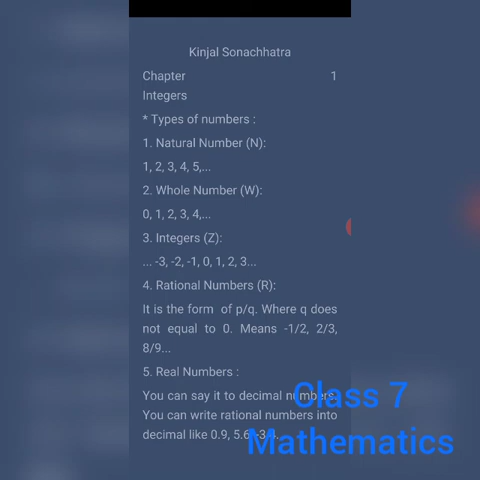 Kinjal Sonachhatra
Chapter 1
Integers
* Types of numbers :
1. Natural Number (N):
1, 2, 3, 4, 5,...
2. Whole Number (W):
0, 1, 2, 3, 4,...
3. Integers (Z):
... -3, -2, -1, 0, 1, 2, 3...
4. Rational Numbers (R):
It is the form of p/q. Where q does
not equal to 0. Means -1/2, 2/3,
8/9...
5. Real Numbers :
You can say it to decimal numbers.
You can write rational numbers into
decimal like 0.9, 5.6,
Class 7
Mathematics